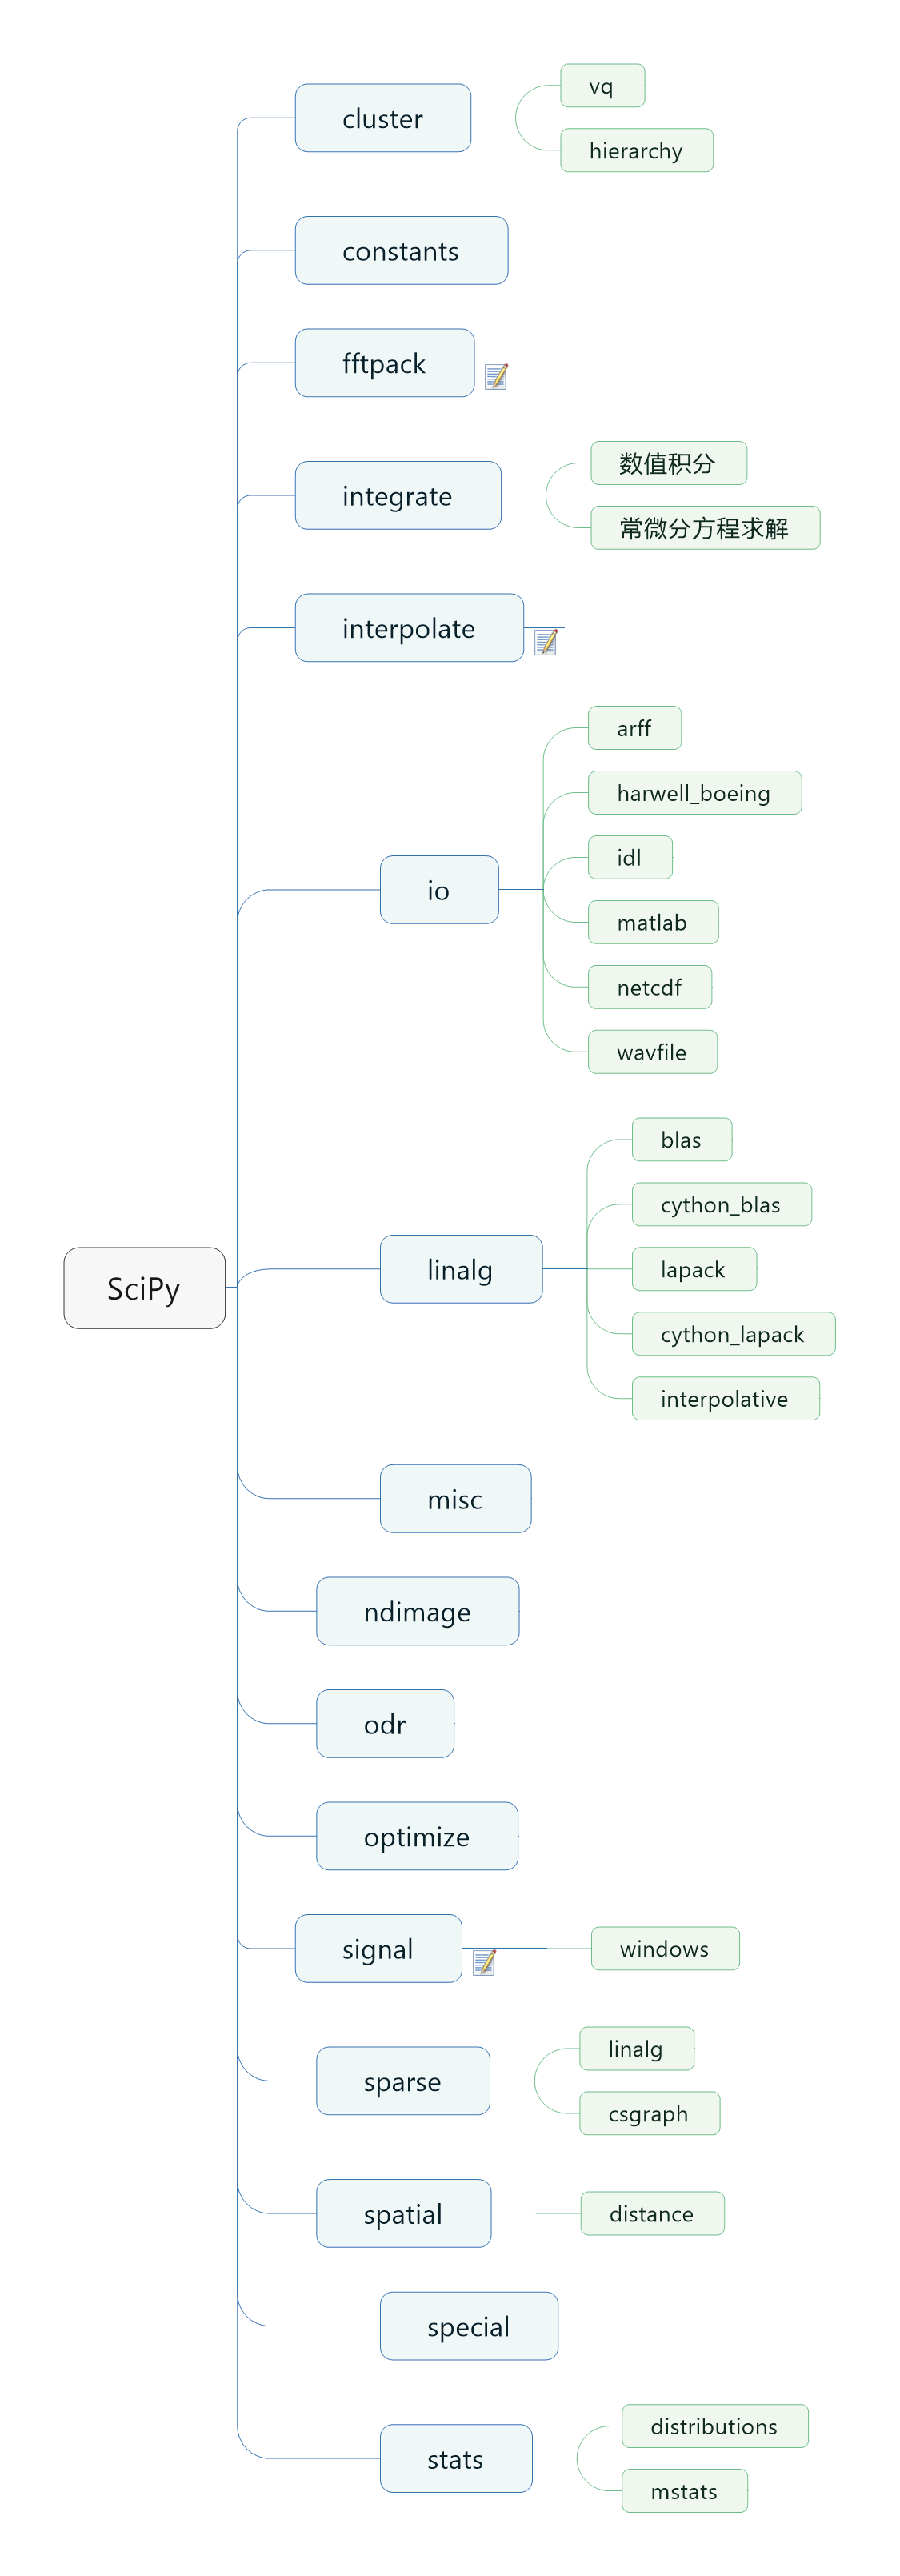 cluster
vq
hierarchy
constants
fftpack
integrate
数值积分
常微分方程求解
interpolate
io
arff
harwell_boeing
idl
matlab
netcdf
wavfile
SciPy
linalg
blas
cython_blas
lapack
cython_lapack
interpolative
misc
ndimage
odr
optimize
signal
windows
sparse
linalg
csgraph
spatial
distance
special
stats
distributions
mstats